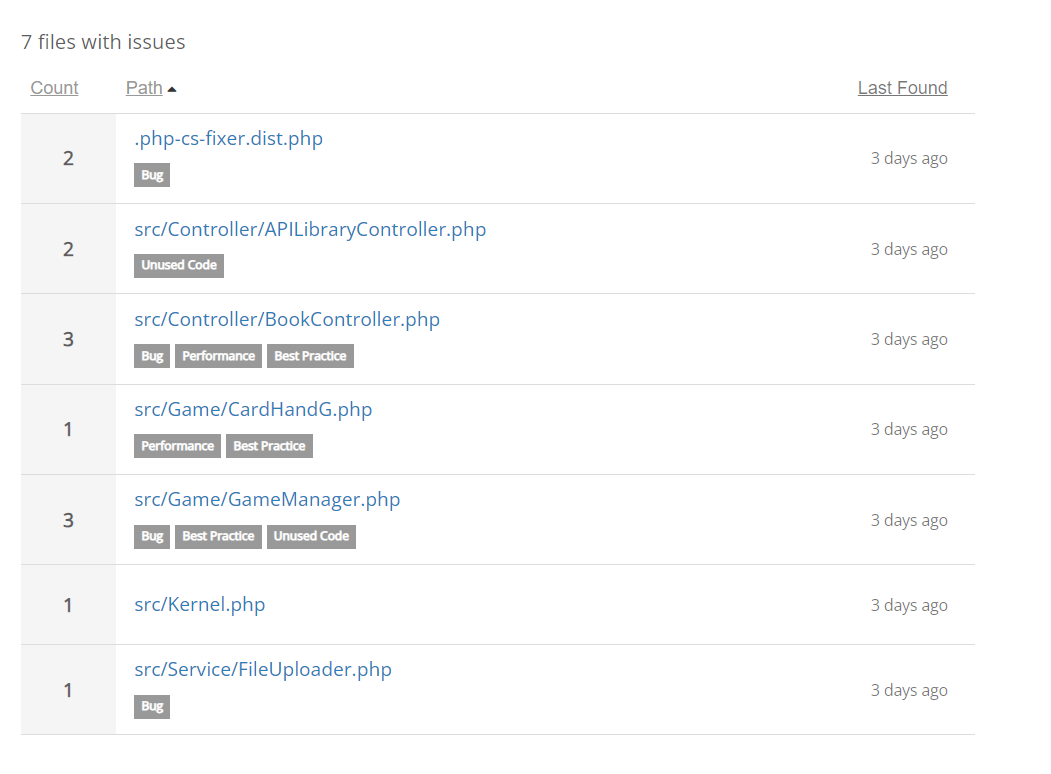 7 files with issues
Count Path Last Found
2 .php-cs-fixer.dist.php 3 days ago
Bug
2 src/Controller/APILibraryController.php 3 days ago
Unused Code
3 src/Controller/BookController.php 3 days ago
Bug Performance Best Practice
1 src/Game/CardHandG.php 3 days ago
Performance Best Practice
3 src/Game/GameManager.php 3 days ago
Bug Best Practice Unused Code
1 src/Kernel.php 3 days ago
1 src/Service/FileUploader.php 3 days ago
Bug